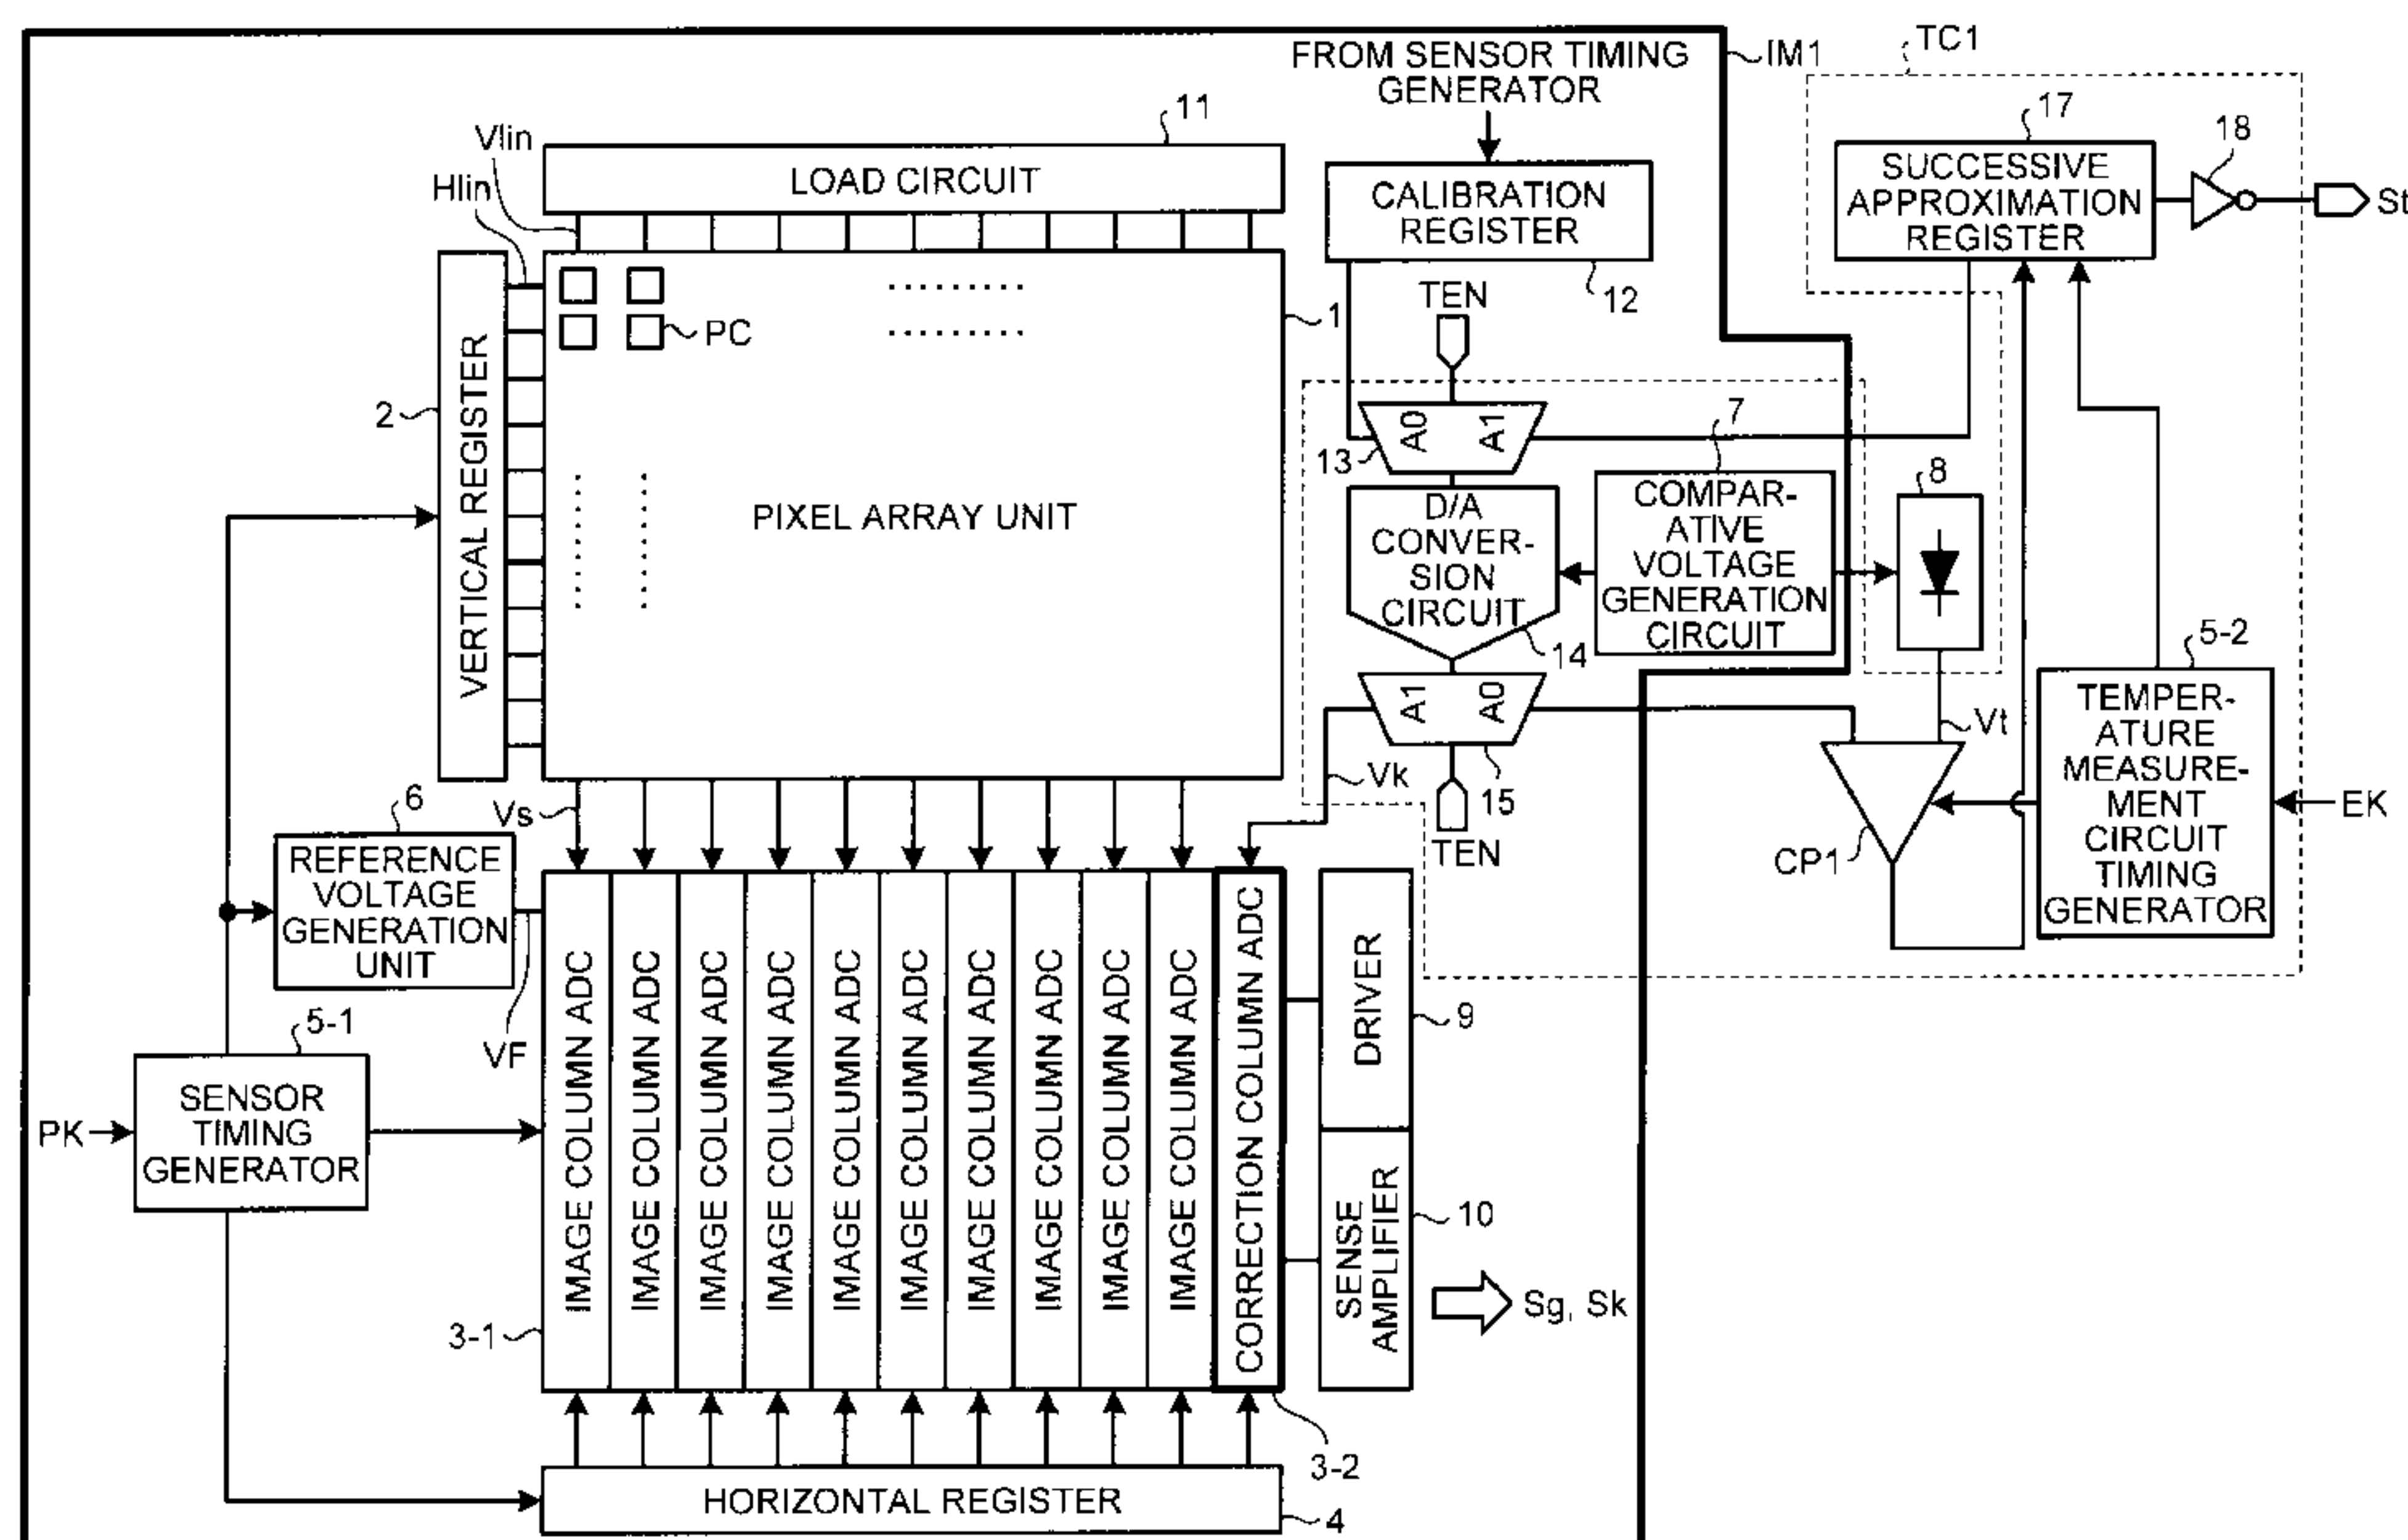 FROM SENSOR TIMING
GENERATOR
IM1
TC1
11
17
18
Vlin
Hlin
LOAD CIRCUIT
CALIBRATION
REGISTER
12
SUCCESSIVE
APPROXIMATION
REGISTER
St
TEN
1
PC
2
VERTICAL REGISTER
PIXEL ARRAY UNIT
A0
A1
13
7
8
D/A
CONVER-
SION
CIRCUIT
14
COMPAR-
ATIVE
VOLTAGE
GENERATION
CIRCUIT
5-2
A1
A0
15
TEN
Vk
Vt
CP1
TEMPER-
ATURE
MEASURE-
MENT
CIRCUIT
TIMING
GENERATOR
EK
Vs
6
REFERENCE
VOLTAGE
GENERATION
UNIT
VF
5-1
PK
SENSOR
TIMING
GENERATOR
IMAGE COLUMN ADC
IMAGE COLUMN ADC
IMAGE COLUMN ADC
IMAGE COLUMN ADC
IMAGE COLUMN ADC
IMAGE COLUMN ADC
IMAGE COLUMN ADC
IMAGE COLUMN ADC
IMAGE COLUMN ADC
IMAGE COLUMN ADC
CORRECTION COLUMN ADC
DRIVER
9
SENSE
AMPLIFIER
10
Sg, Sk
3-1
3-2
HORIZONTAL REGISTER
4